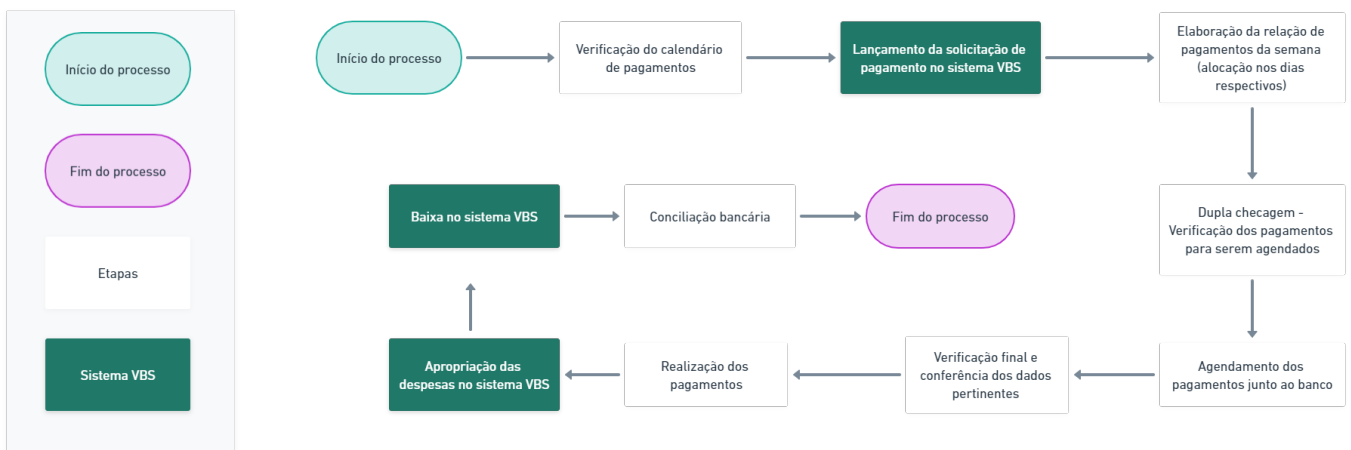 Início do processo
Fim do processo
Etapas
Sistema VBS
Início do processo
Verificação do calendário
de pagamentos
Lançamento da solicitação de
pagamento no sistema VBS
Elaboração da relação de
pagamentos da semana
(alocação nos dias
respectivos)
Dupla checagem -
Verificação dos pagamentos
para serem agendados
Agendamento dos
pagamentos junto ao banco
Verificação final e
conferência dos dados
pertinentes
Realização dos
pagamentos
Apropriação das
despesas no sistema VBS
Baixa no sistema VBS
Conciliação bancária
Fim do processo